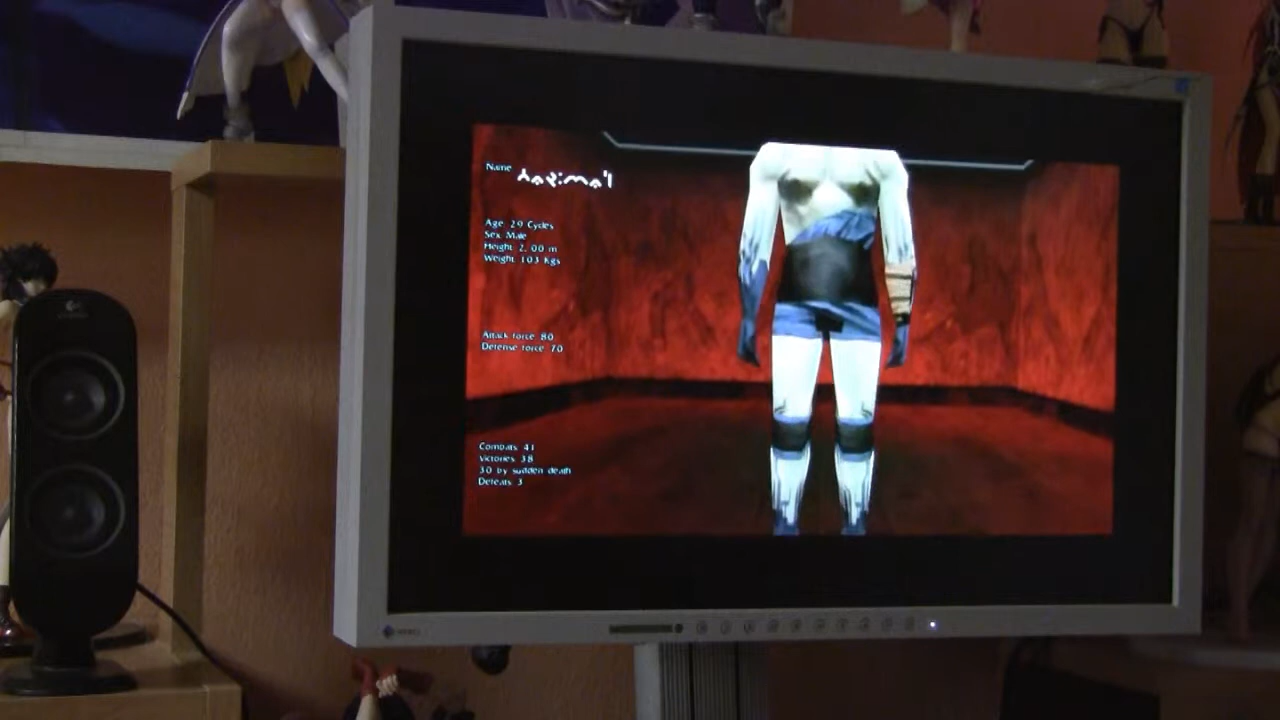 Name
Age: 29 Cycles
Sex: Male
Height: 2.00 m
Weight: 103 Kgs
Attack force: 80
Defense force: 70
Combats: 41
Victories: 38
30 by sudden death
Defeats: 3